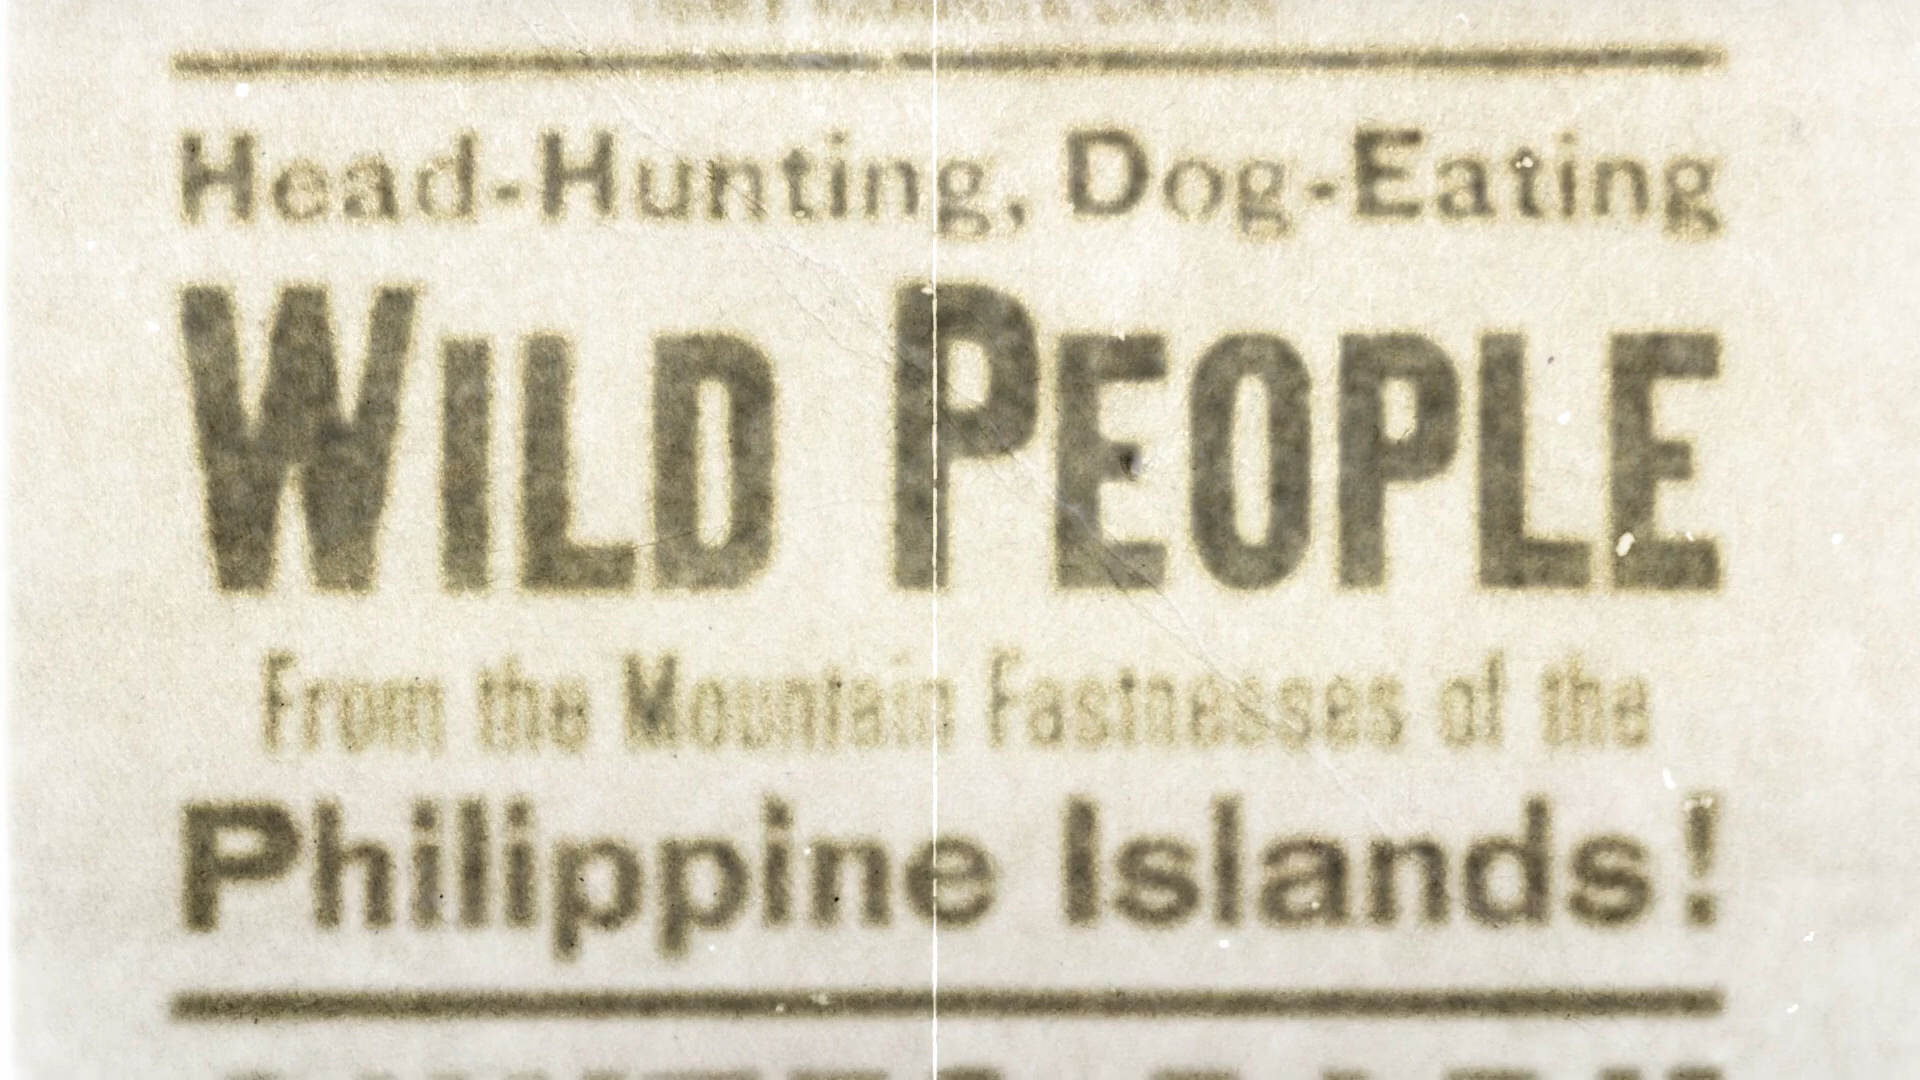 Head-Hunting, Dog-Eating
WILD PEOPLE
From the Mountain Fastnesses of the
Philippine Islands!